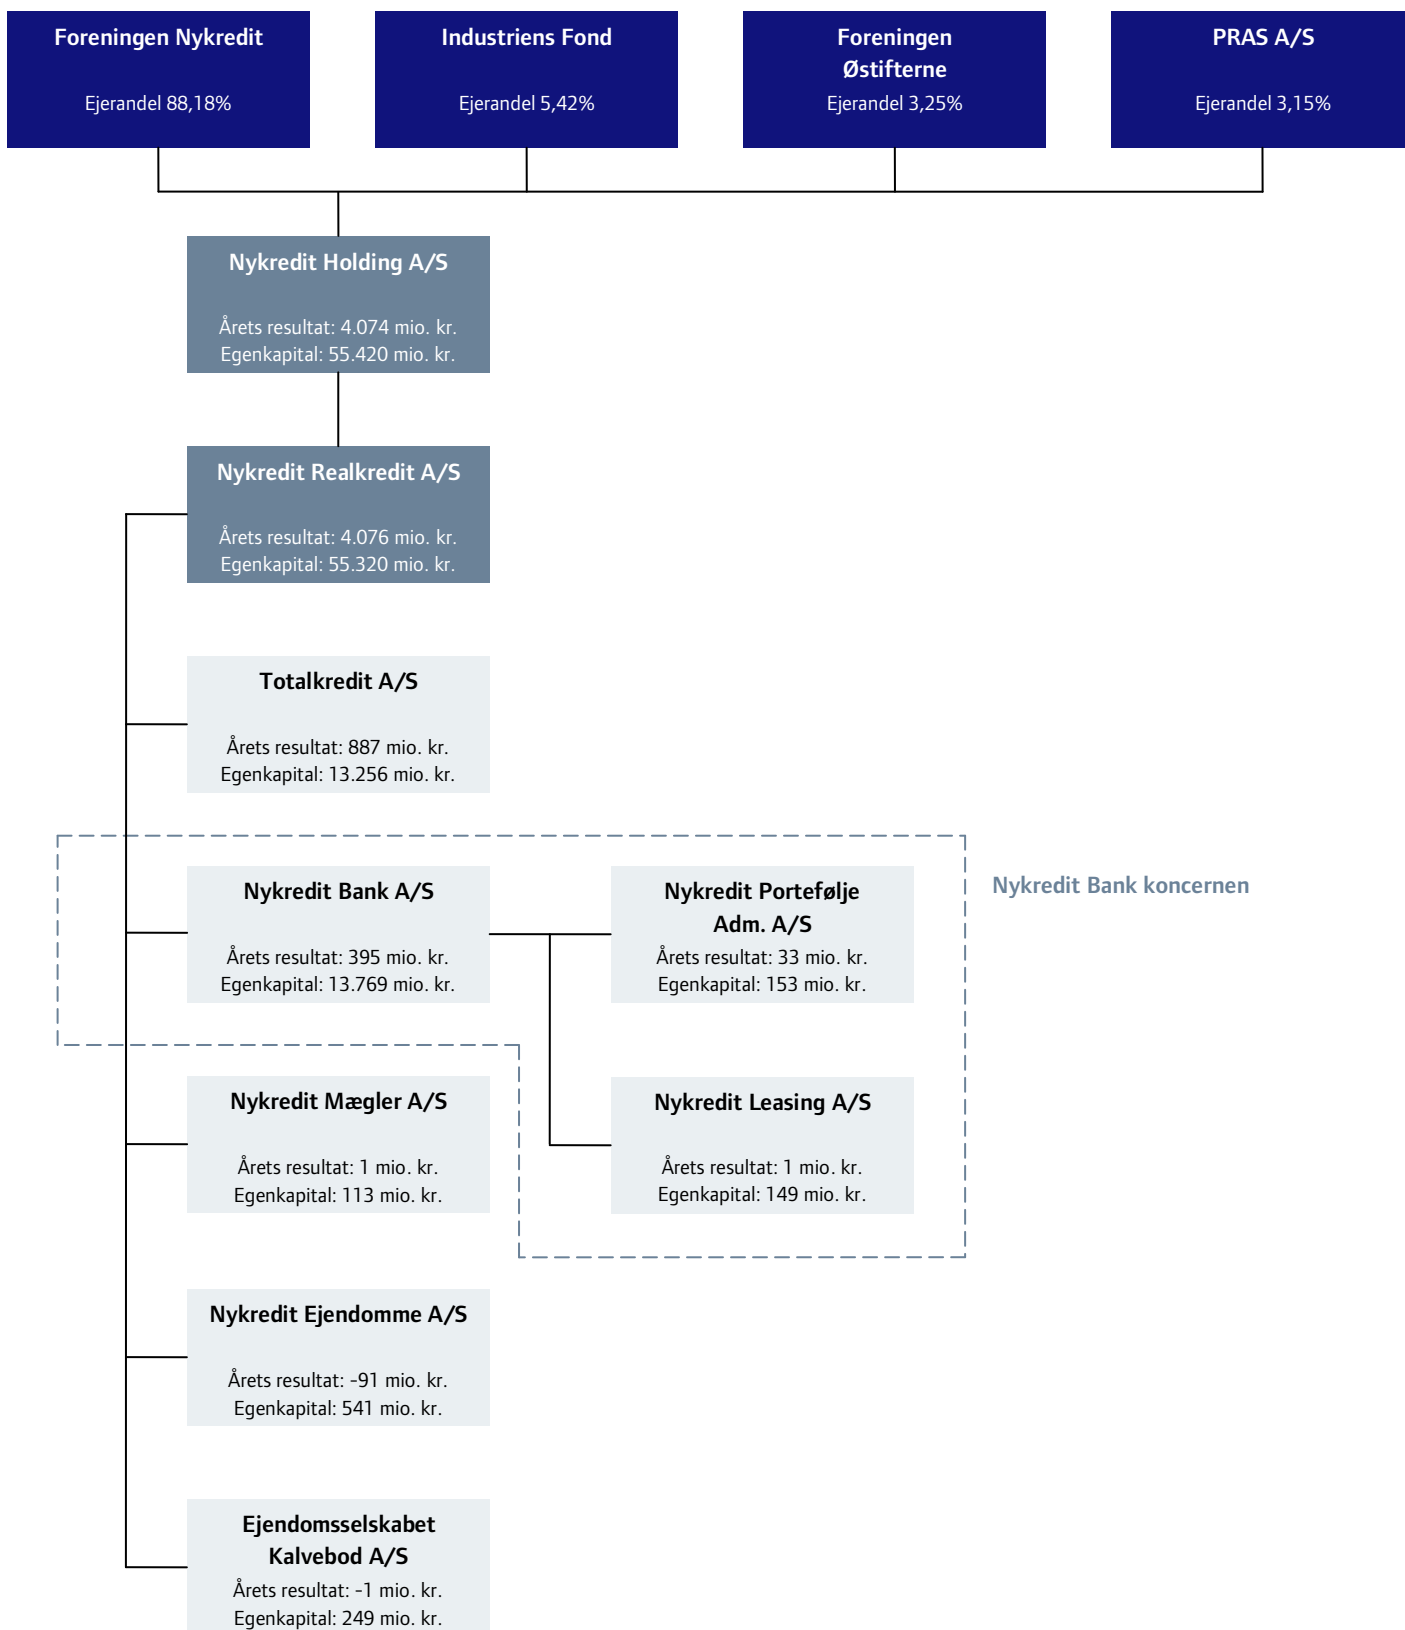 Foreningen Nykredit
Ejerandel 88,18%
Industriens Fond
Ejerandel 5,42%
Foreningen
Østifterne
Ejerandel 3,25%
PRAS A/S
Ejerandel 3,15%
Nykredit Holding A/S
Årets resultat: 4.074 mio. kr.
Egenkapital: 55.420 mio. kr.
Nykredit Realkredit A/S
Årets resultat: 4.076 mio. kr.
Egenkapital: 55.320 mio. kr.
Totalkredit A/S
Årets resultat: 887 mio. kr.
Egenkapital: 13.256 mio. kr.
Nykredit Bank A/S
Årets resultat: 395 mio. kr.
Egenkapital: 13.769 mio. kr.
Nykredit Portefølje
Adm. A/S
Årets resultat: 33 mio. kr.
Egenkapital: 153 mio. kr.
Nykredit Bank koncernen
Nykredit Mægler A/S
Årets resultat: 1 mio. kr.
Egenkapital: 113 mio. kr.
Nykredit Leasing A/S
Årets resultat: 1 mio. kr.
Egenkapital: 149 mio. kr.
Nykredit Ejendomme A/S
Årets resultat: -91 mio. kr.
Egenkapital: 541 mio. kr.
Ejendomsselskabet
Kalvebod A/S
Årets resultat: -1 mio. kr.
Egenkapital: 249 mio. kr.